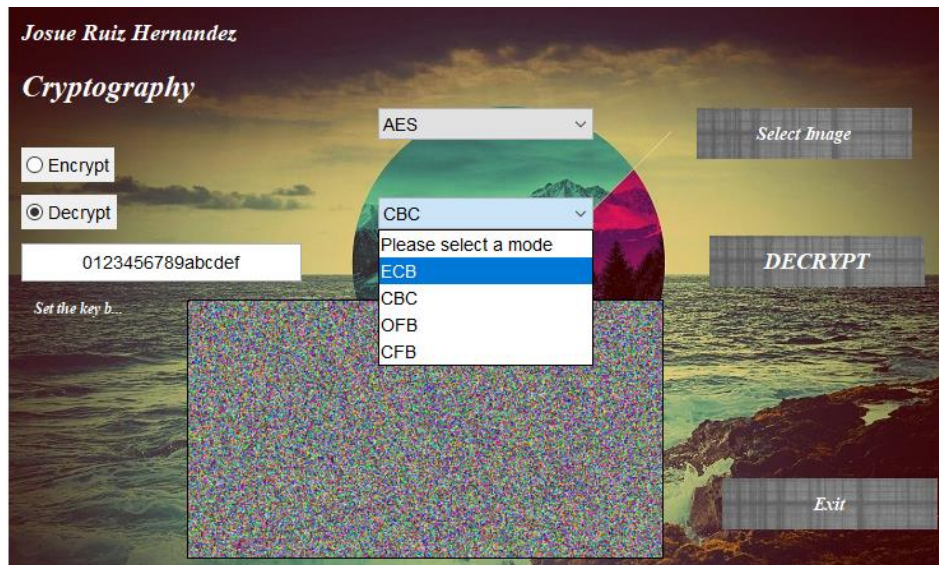 Josue Ruiz Hernandez
Cryptography
AES
Select Image
Encrypt
Decrypt
CBC
Please select a mode
ECB
CBC
OFB
CFB
0123456789abcdef
DECRYPT
Set the key b...
Exit